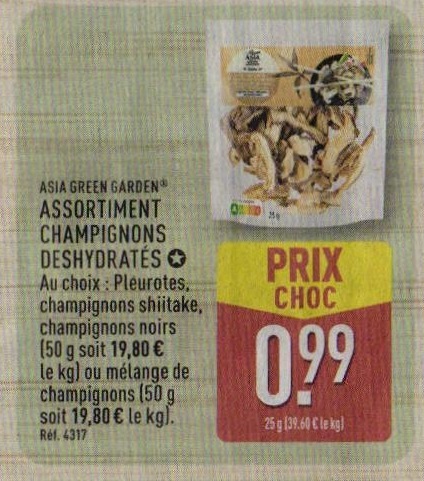 ASIA
25 g
ASIA GREEN GARDEN®
ASSORTIMENT
CHAMPIGNONS
DESHYDRATÉS
Au choix : Pleurotes,
champignons shiitake,
champignons noirs
(50 g soit 19,80 €
le kg) ou mélange de
champignons (50 g
soit 19,80 € le kg).
Réf. 4317
PRIX
CHOC
0.99
25 g (39,60 € le kg)